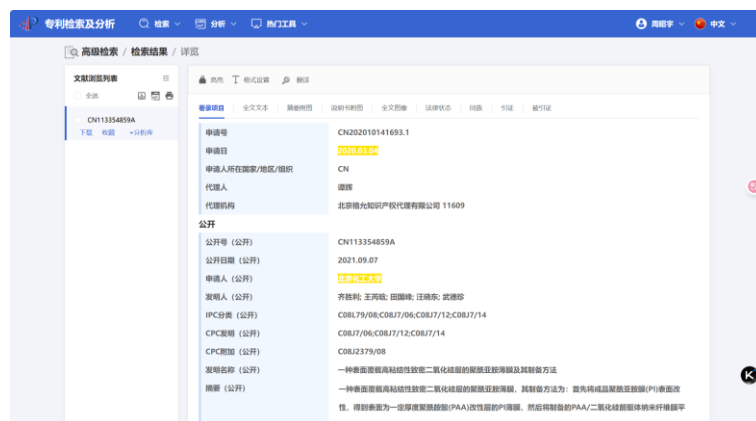 专利检索及分析 检索 分析 热门工具 周昭宇 中文
高级检索 / 检索结果 / 详览
文献浏览列表
全选
CN113354859A
下载 收藏 +分析库
高亮 格式设置 翻译
著录项目 全文文本 摘要附图 说明书附图 全文图像 法律状态 同族 引证 被引证
申请号 CN202010141693.1
申请日 2020.03.04
申请人所在国家/地区/组织 CN
代理人 谭辉
代理机构 北京格允知识产权代理有限公司 11609
公开
公开号 (公开) CN113354859A
公开日期 (公开) 2021.09.07
申请人 (公开) 北京化工大学
发明人 (公开) 齐胜利; 王芮晗; 田国峰; 汪晓东; 武德珍
IPC分类 (公开) C08L79/08;C08J7/06;C08J7/12;C08J7/14
CPC发明 (公开) C08J7/06;C08J7/12;C08J7/14
CPC附加 (公开) C08J2379/08
发明名称 (公开) 一种表面覆载高粘结性致密二氧化硅层的聚酰亚胺薄膜及其制备方法
摘要 (公开) 一种表面覆载高粘结性致密二氧化硅层的聚酰亚胺薄膜，其制备方法为：首先将成品聚酰亚胺膜(PI)表面改
性，得到表面为一定厚度聚酰胺酸(PAA)改性层的PI薄膜，然后将制备的PAA/二氧化硅前驱体纳米纤维膜平